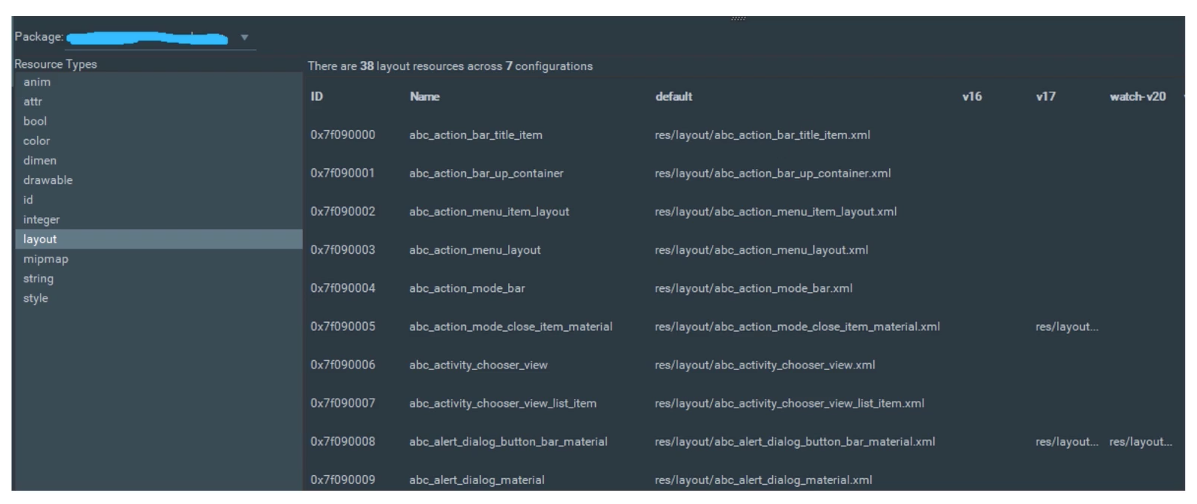 Package:
Resource Types
anim
attr
bool
color
dimen
drawable
id
integer
layout
mipmap
string
style
There are 38 layout resources across 7 configurations
ID Name default v16 v17 watch-v20
0x7f090000 abc_action_bar_title_item res/layout/abc_action_bar_title_item.xml
0x7f090001 abc_action_bar_up_container res/layout/abc_action_bar_up_container.xml
0x7f090002 abc_action_menu_item_layout res/layout/abc_action_menu_item_layout.xml
0x7f090003 abc_action_menu_layout res/layout/abc_action_menu_layout.xml
0x7f090004 abc_action_mode_bar res/layout/abc_action_mode_bar.xml
0x7f090005 abc_action_mode_close_item_material res/layout/abc_action_mode_close_item_material.xml res/layout...
0x7f090006 abc_activity_chooser_view res/layout/abc_activity_chooser_view.xml
0x7f090007 abc_activity_chooser_view_list_item res/layout/abc_activity_chooser_view_list_item.xml
0x7f090008 abc_alert_dialog_button_bar_material res/layout/abc_alert_dialog_button_bar_material.xml res/layout... res/layout...
0x7f090009 abc_alert_dialog_material res/layout/abc_alert_dialog_material.xml